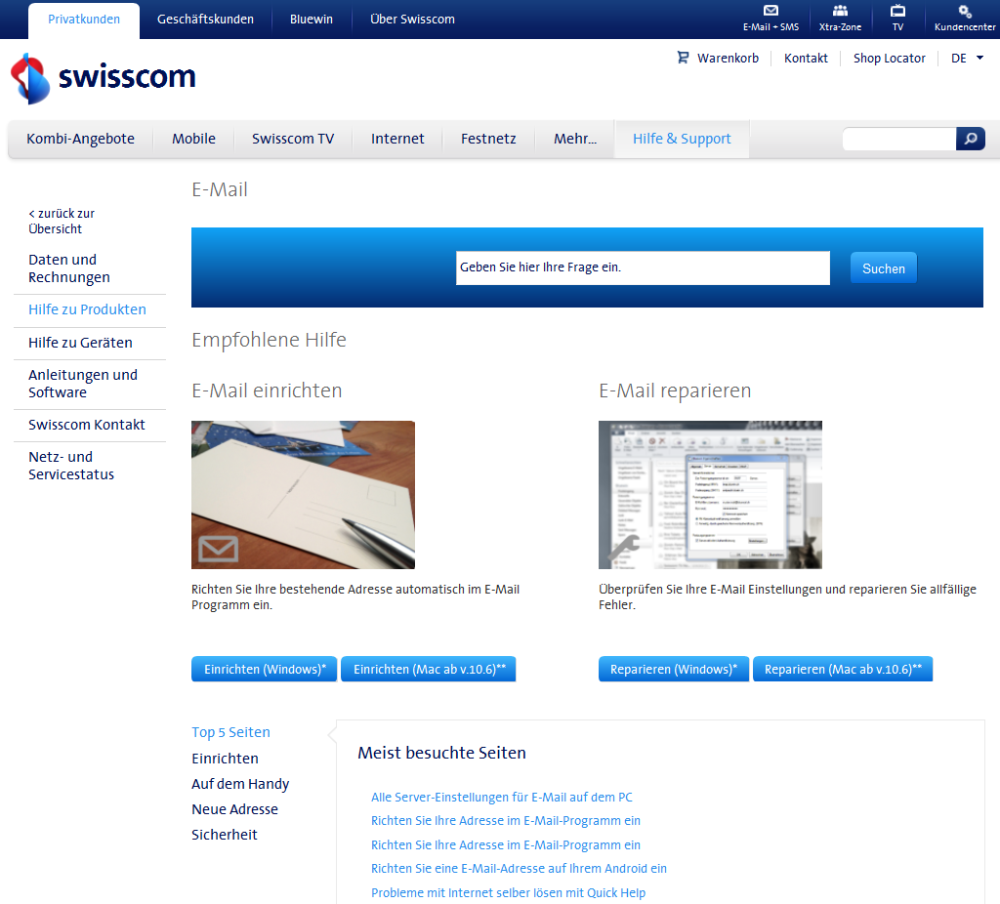 Privatkunden
Geschäftskunden
Bluewin
Über Swisscom
E-Mail + SMS
Xtra-Zone
TV
Kundencenter
Warenkorb
Kontakt
Shop Locator
DE
swisscom
Kombi-Angebote
Mobile
Swisscom TV
Internet
Festnetz
Mehr...
Hilfe & Support
E-Mail
< zurück zur
Übersicht
Daten und
Rechnungen
Hilfe zu Produkten
Hilfe zu Geräten
Anleitungen und
Software
Swisscom Kontakt
Netz- und
Servicestatus
Geben Sie hier Ihre Frage ein.
Suchen
Empfohlene Hilfe
E-Mail einrichten
Richten Sie Ihre bestehende Adresse automatisch im E-Mail
Programm ein.
Einrichten (Windows)*
Einrichten (Mac ab v.10.6)**
E-Mail reparieren
Überprüfen Sie Ihre E-Mail Einstellungen und reparieren Sie allfällige
Fehler.
Reparieren (Windows)*
Reparieren (Mac ab v.10.6)**
Top 5 Seiten
Einrichten
Auf dem Handy
Neue Adresse
Sicherheit
Meist besuchte Seiten
Alle Server-Einstellungen für E-Mail auf dem PC
Richten Sie Ihre Adresse im E-Mail-Programm ein
Richten Sie Ihre Adresse im E-Mail-Programm ein
Richten Sie eine E-Mail-Adresse auf Ihrem Android ein
Probleme mit Internet selber lösen mit Quick Help